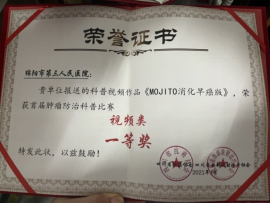 荣誉证书
绵阳市第三人民医院:
贵单位报送的科普视频作品《MOJITO消化早癌版》,荣
获首届肿瘤防治科普比赛
视频类
一等奖
特发此状,以兹鼓励!